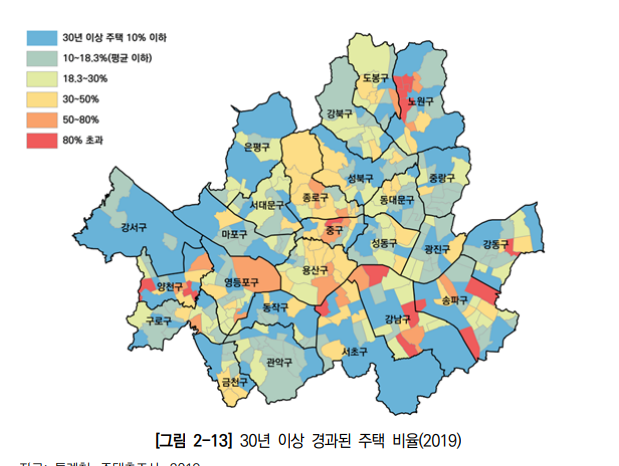 30년 이상 주택 10% 이하
10~18.3%(평균 이하)
18.3~30%
30~50%
50~80%
80% 초과
도봉구
노원구
강북구
은평구
성북구
중랑구
종로구
동대문구
서대문구
마포구
중구
강서구
성동구
광진구
강동구
양천구
영등포구
용산구
송파구
동작구
강남구
구로구
서초구
관악구
금천구
[그림 2-13] 30년 이상 경과된 주택 비율(2019)